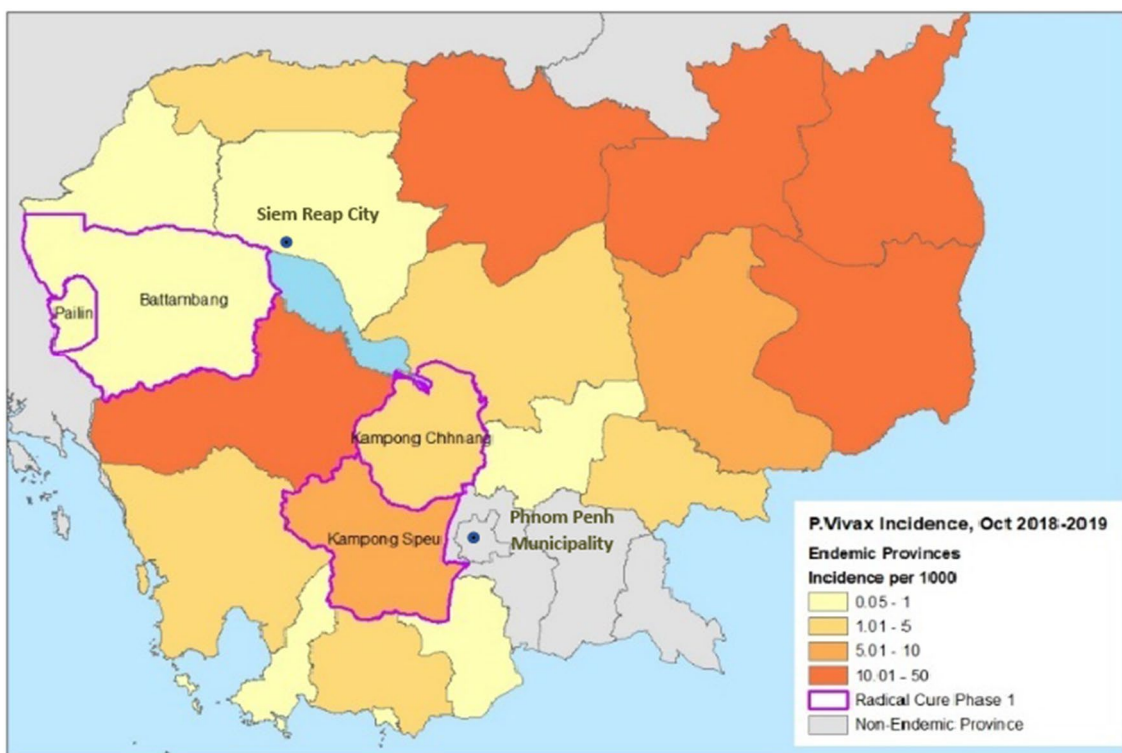 Siem Reap City
Battambang
Pailin
Kampong Chhnang
Kampong Speu
Phnom Penh
Municipality
P.Vivax Incidence, Oct 2018-2019
Endemic Provinces
Incidence per 1000
0.05 - 1
1.01 - 5
5.01 - 10
10.01 - 50
Radical Cure Phase 1
Non-Endemic Province